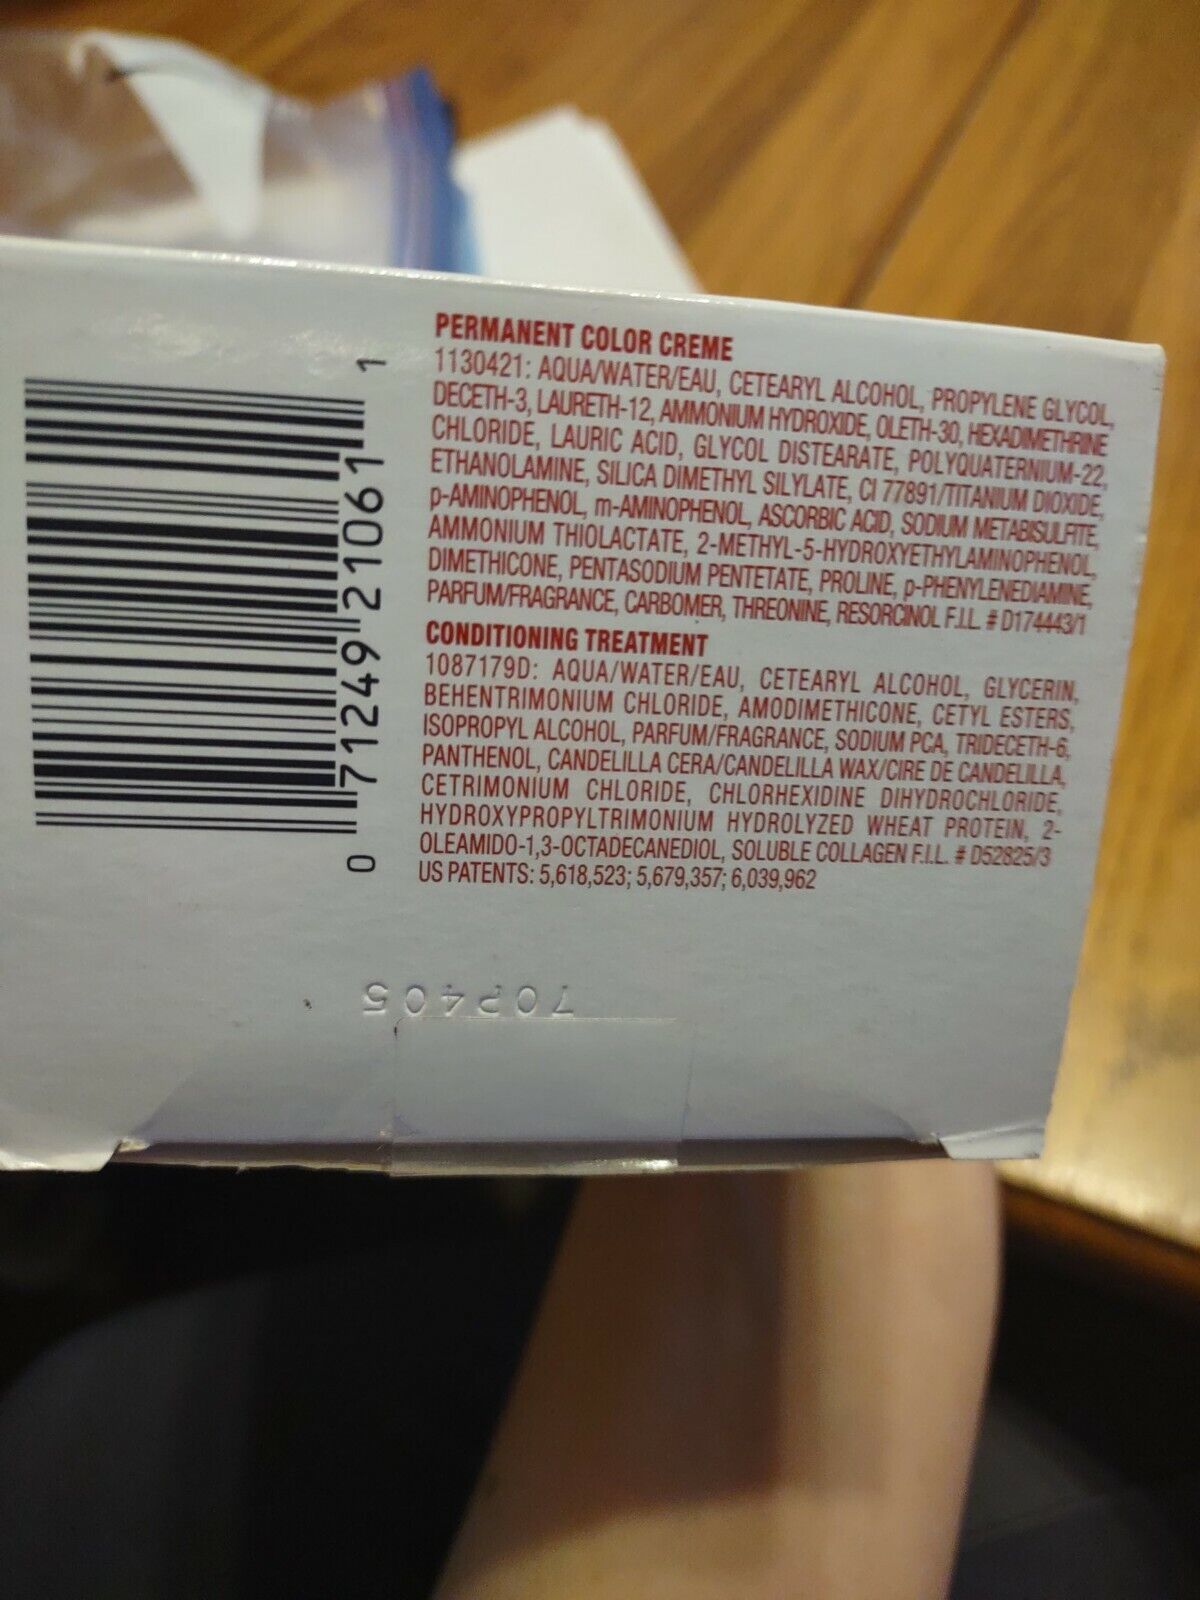 PERMANENT COLOR CREME
1130421: AQUA/WATER/EAU, CETEARYL ALCOHOL, PROPYLENE GLYCOL,
DECETH-3, LAURETH-12, AMMONIUM HYDROXIDE, OLETH-30, HEXADIMETHRINE
CHLORIDE, LAURIC ACID, GLYCOL DISTEARATE, POLYQUATERNIUM-22,
ETHANOLAMINE, SILICA DIMETHYL SILYLATE, CI 77891/TITANIUM DIOXIDE,
p-AMINOPHENOL, m-AMINOPHENOL, ASCORBIC ACID, SODIUM METABISULFITE,
AMMONIUM THIOLACTATE, 2-METHYL-5-HYDROXYETHYLAMINOPHENOL,
DIMETHICONE, PENTASODIUM PENTETATE, PROLINE, p-PHENYLENEDIAMINE,
PARFUM/FRAGRANCE, CARBOMER, THREONINE, RESORCINOL F.I.L. # D174443/1
CONDITIONING TREATMENT
1087179D: AQUA/WATER/EAU, CETEARYL ALCOHOL, GLYCERIN,
BEHENTRIMONIUM CHLORIDE, AMODIMETHICONE, CETYL ESTERS,
ISOPROPYL ALCOHOL, PARFUM/FRAGRANCE, SODIUM PCA, TRIDECETH-6,
PANTHENOL, CANDELILLA CERA/CANDELILLA WAX/CIRE DE CANDELILLA,
CETRIMONIUM CHLORIDE, CHLORHEXIDINE DIHYDROCHLORIDE,
HYDROXYPROPYLTRIMONIUM HYDROLYZED WHEAT PROTEIN, 2-
OLEAMIDO-1,3-OCTADECANEDIOL, SOLUBLE COLLAGEN F.I.L. # D52825/3
US PATENTS: 5,618,523; 5,679,357; 6,039,962
0 71249 21061 1